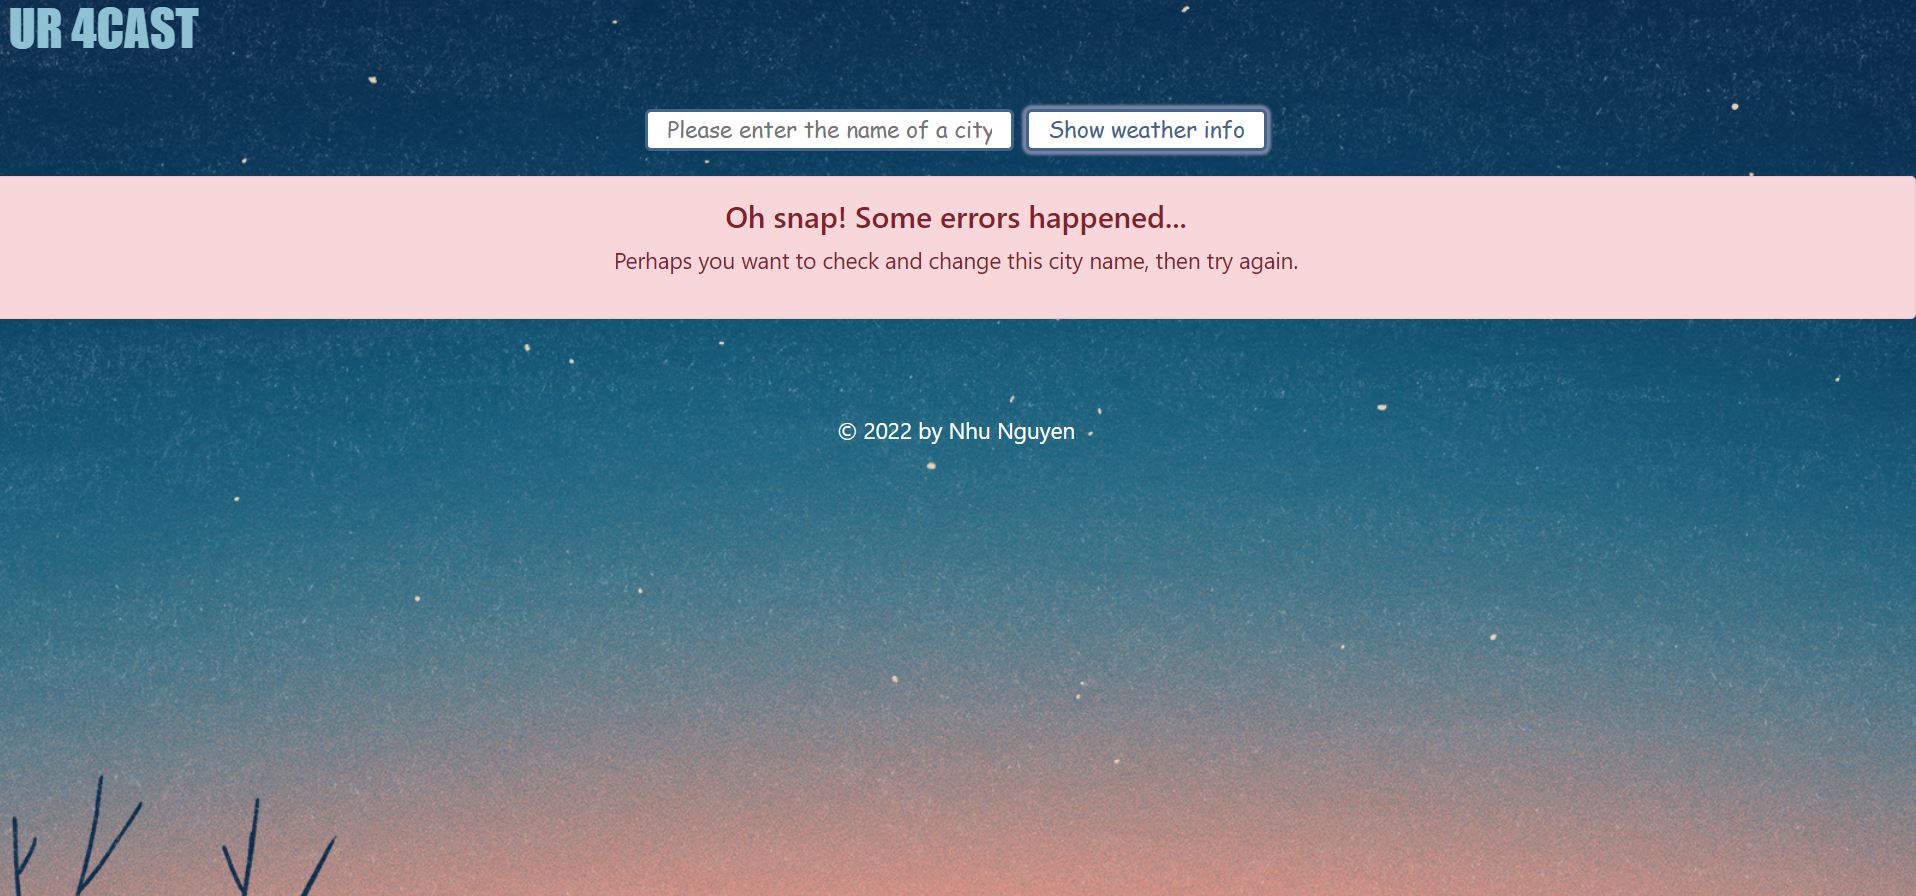 UR 4CAST
Please enter the name of a city
Show weather info
Oh snap! Some errors happened...
Perhaps you want to check and change this city name, then try again.
© 2022 by Nhu Nguyen